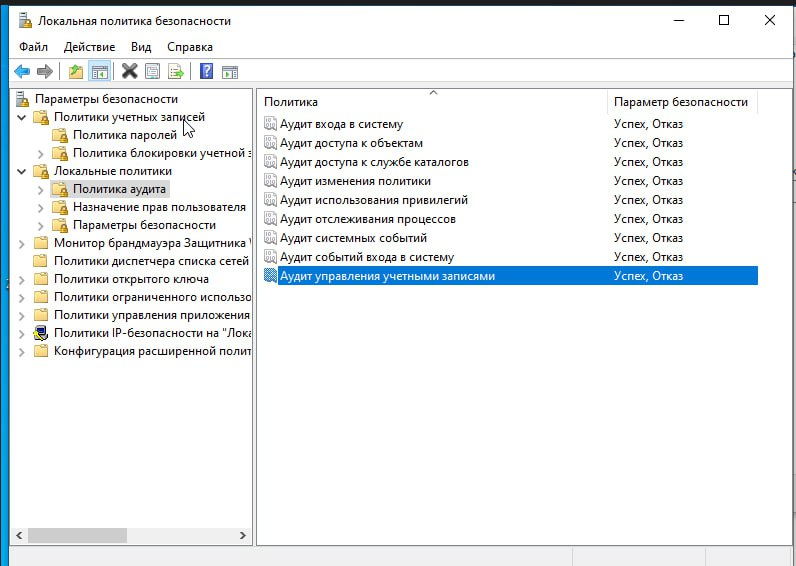 Локальная политика безопасности
Файл Действие Вид Справка
Параметры безопасности
Политики учетных записей
Политика паролей
Политика блокировки учетной з
Локальные политики
Политика аудита
Назначение прав пользователя
Параметры безопасности
Монитор брандмауэра Защитника
Политики диспетчера списка сетей
Политики открытого ключа
Политики ограниченного использо
Политики управления приложения
Политики IP-безопасности на "Лока
Конфигурация расширенной полит
Политика Параметр безопасности
Аудит входа в систему Успех, Отказ
Аудит доступа к объектам Успех, Отказ
Аудит доступа к службе каталогов Успех, Отказ
Аудит изменения политики Успех, Отказ
Аудит использования привилегий Успех, Отказ
Аудит отслеживания процессов Успех, Отказ
Аудит системных событий Успех, Отказ
Аудит событий входа в систему Успех, Отказ
Аудит управления учетными записями Успех, Отказ